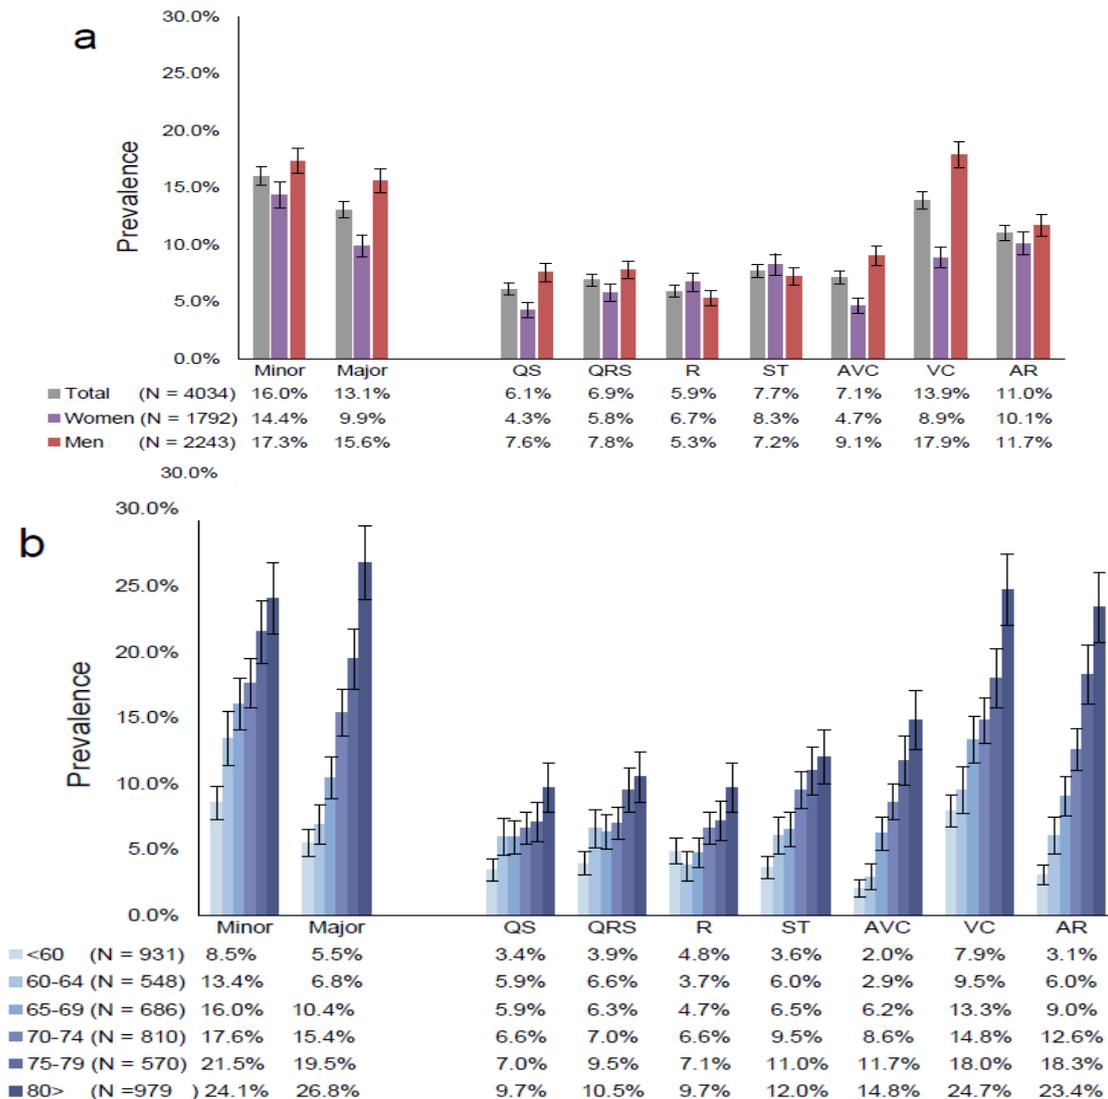 a
30.0%
25.0%
20.0%
15.0%
10.0%
5.0%
0.0%
Prevalence
Minor Major QS QRS R ST AVC VC AR
Total (N = 4034) 16.0% 13.1% 6.1% 6.9% 5.9% 7.7% 7.1% 13.9% 11.0%
Women (N = 1792) 14.4% 9.9% 4.3% 5.8% 6.7% 8.3% 4.7% 8.9% 10.1%
Men (N = 2243) 17.3% 15.6% 7.6% 7.8% 5.3% 7.2% 9.1% 17.9% 11.7%
30.0%
b
30.0%
25.0%
20.0%
15.0%
10.0%
5.0%
0.0%
Prevalence
Minor Major QS QRS R ST AVC VC AR
<60 (N = 931) 8.5% 5.5% 3.4% 3.9% 4.8% 3.6% 2.0% 7.9% 3.1%
60-64 (N = 548) 13.4% 6.8% 5.9% 6.6% 3.7% 6.0% 2.9% 9.5% 6.0%
65-69 (N = 686) 16.0% 10.4% 5.9% 6.3% 4.7% 6.5% 6.2% 13.3% 9.0%
70-74 (N = 810) 17.6% 15.4% 6.6% 7.0% 6.6% 9.5% 8.6% 14.8% 12.6%
75-79 (N = 570) 21.5% 19.5% 7.0% 9.5% 7.1% 11.0% 11.7% 18.0% 18.3%
80> (N =979 ) 24.1% 26.8% 9.7% 10.5% 9.7% 12.0% 14.8% 24.7% 23.4%